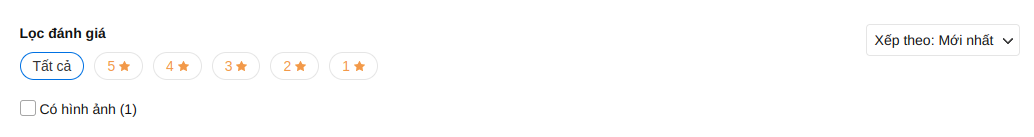 Lọc đánh giá
Xếp theo: Mới nhất
Tất cả 5 4 3 2 1
Có hình ảnh (1)